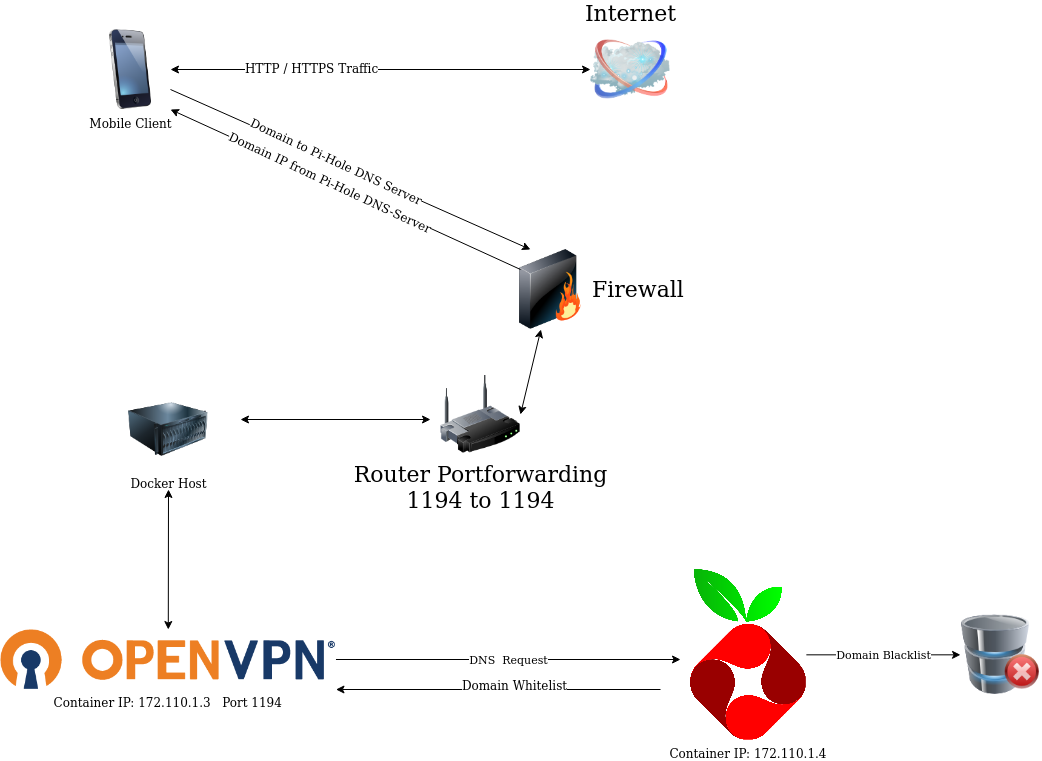 Internet
HTTP / HTTPS Traffic
Mobile Client
Domain to Pi-Hole DNS Server
Domain IP from Pi-Hole DNS-Server
Firewall
Docker Host
Router Portforwarding
1194 to 1194
OPENVPN®
DNS Request
Domain Whitelist
Domain Blacklist
Container IP: 172.110.1.3 Port 1194
Container IP: 172.110.1.4